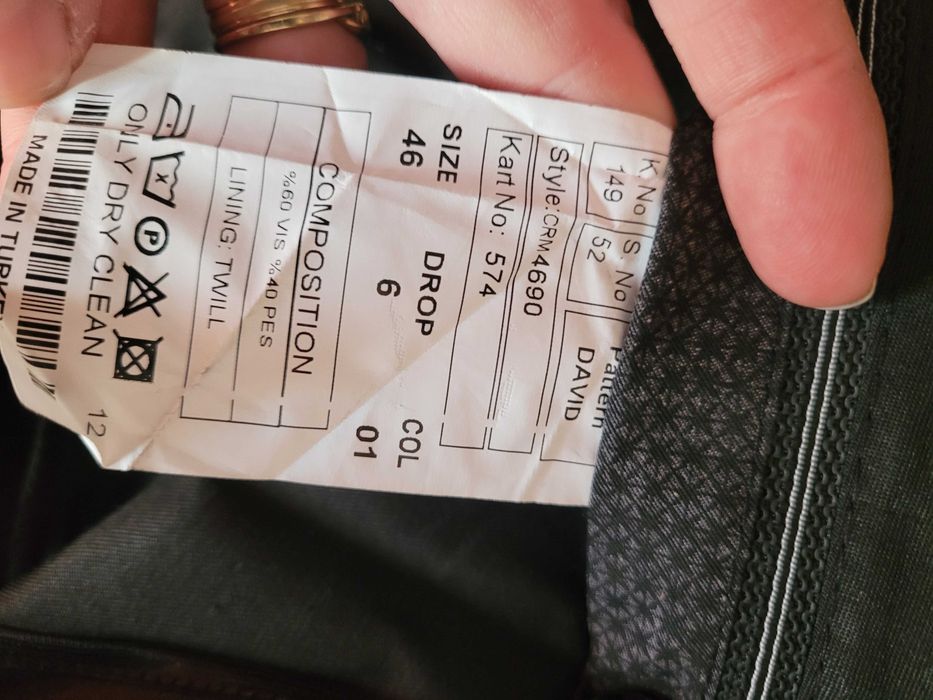 K. No S. No Pattern
149 52 DAVID
Style:CRM4690
Kart No: 574
SIZE DROP COL
46 6 01
COMPOSITION
%60 VIS %40 PES
LINING: TWILL
P
ONLY DRY CLEAN 12
MADE IN TURKEY